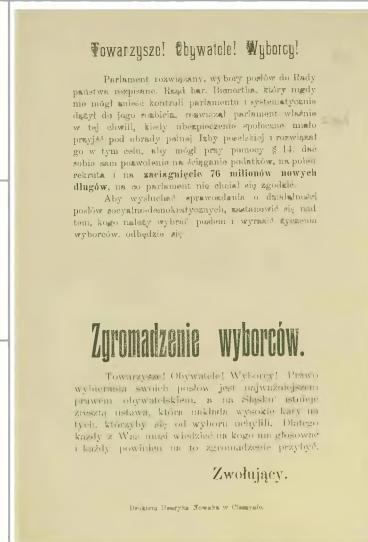 Towarzysze! Obywatele! Wyborcy!
Parlament rozwiązany, wybory posłów do Rady
państwa rozpisane. Rząd bar. Bienertha, który nigdy
nie mógł znieść kontroli parlamentu i systematycznie
dążył do jego rozbicia, rozwiązał parlament właśnie
w tej chwili, kiedy ubezpieczenie społeczne miało
przyjść pod obrady pełnej Izby poselskiej i rozwiązał
go w tym celu, aby mógł przy pomocy § 14. dać
sobie sam pozwolenie na ściąganie podatków, na pobór
rekruta i na zaciągnięcie 76 milionów nowych
długów, na co parlament nie chciał się zgodzić.
Aby wysłuchać sprawozdania o działalności
posłów socyalno-demokratycznych, zastanowić się nad
tem, kogo należy wybrać posłem i wyrazić życzenia
wyborców, odbędzie się
Zgromadzenie wyborców.
Towarzysze! Obywatele! Wyborcy! Prawo
wybierania swoich posłów jest najważniejszem
prawem obywatelskiem, a na Śląsku istnieje
zresztą ustawa, która nakłada wysokie kary na
tych, którzyby się od wyboru uchylili. Dlatego
każdy z Was musi wiedzieć na kogo ma głosować
i każdy powinien na to zgromadzenie przybyć.
Zwołujący.
Drukiem Henryka Nowaka w Cieszynie.